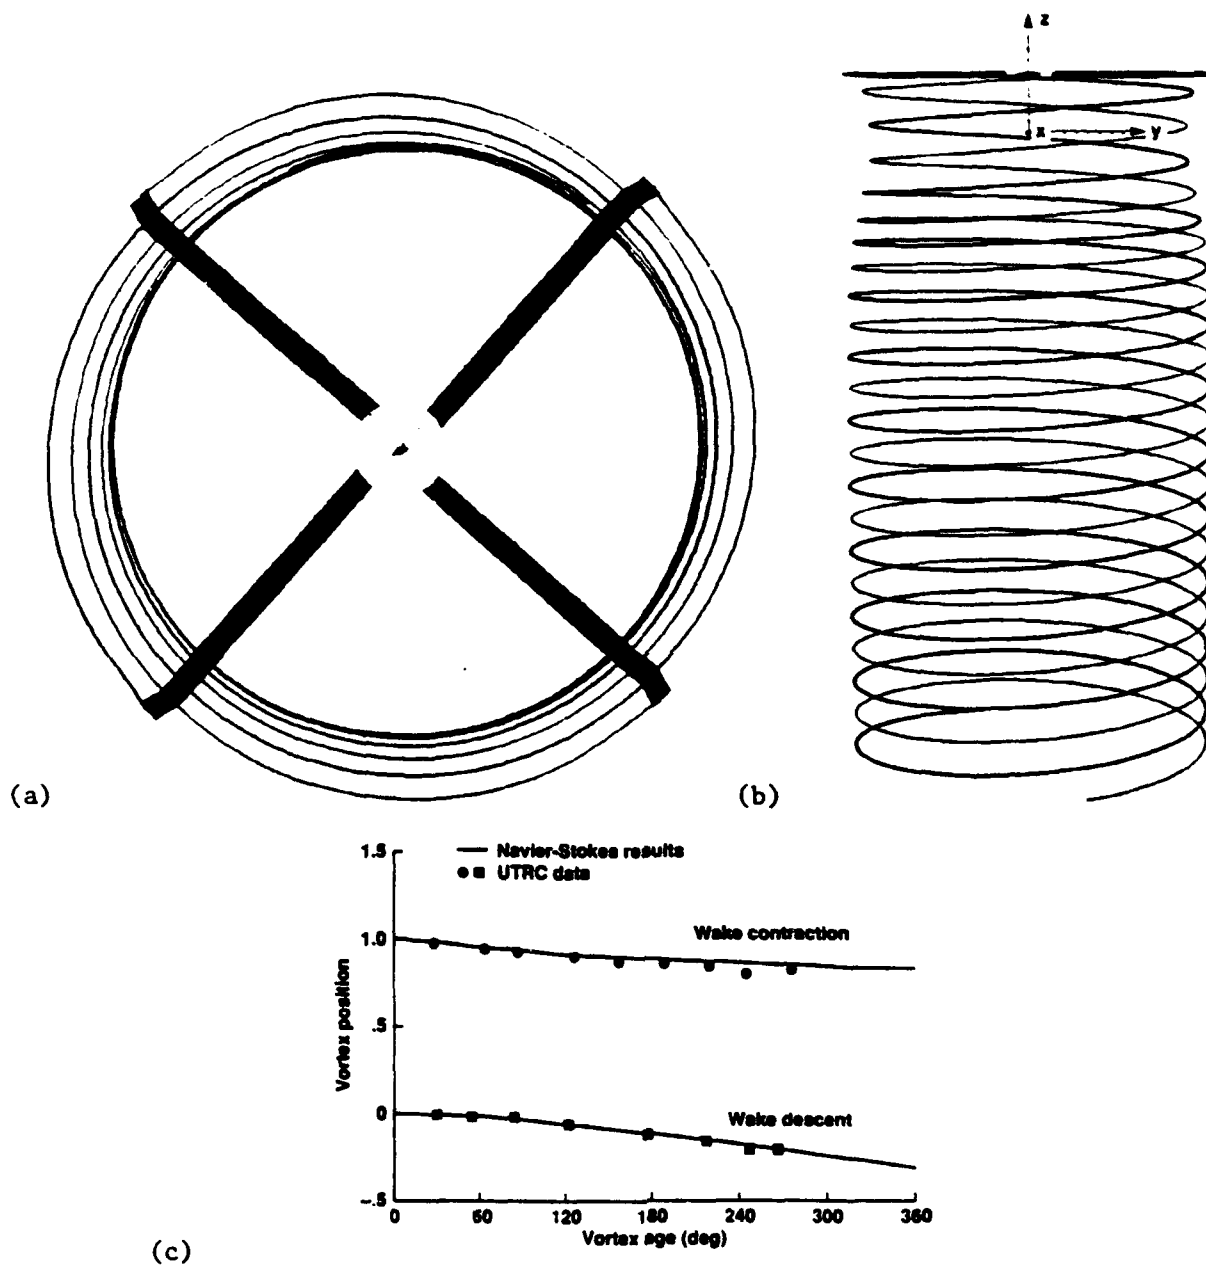 z
x
y
(a)
(b)
1.5
1.0
.5
0
-.5
Vortex position
Navier-Stokes results
UTRC data
Wake contraction
Wake descent
0 60 120 180 240 300 360
Vortex age (deg)
(c)